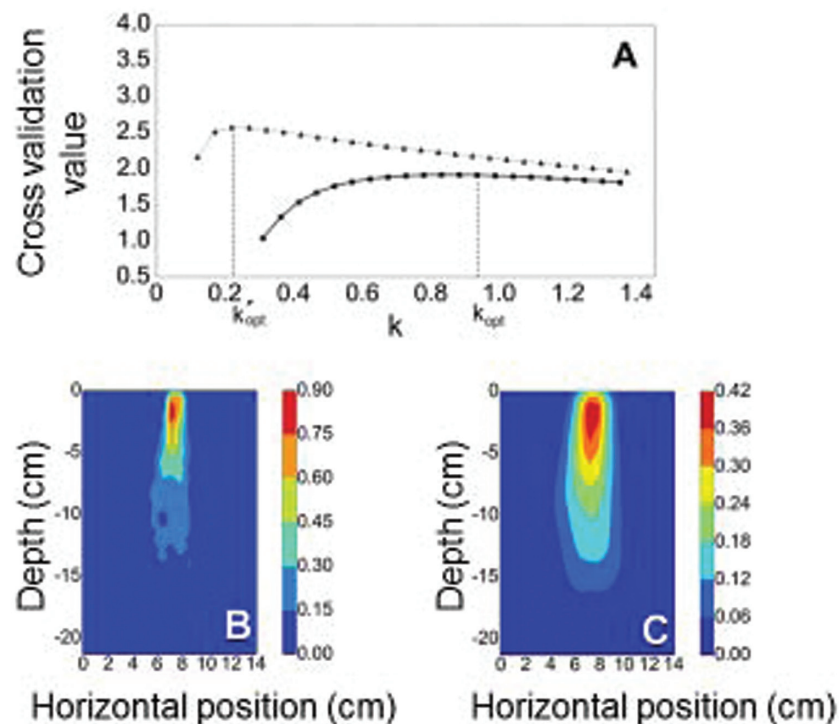 4.0
3.5
3.0
2.5
2.0
1.5
1.0
0.5
Cross validation
value
A
0 0.2 0.4 0.6 0.8 1.0 1.2 1.4
k*opt kopt
k
0
-5
-10
-15
-20
Depth (cm)
B
0 2 4 6 8 10 12 14
Horizontal position (cm)
0.90
0.75
0.60
0.45
0.30
0.15
0.00
0
-5
-10
-15
-20
Depth (cm)
C
0 2 4 6 8 10 12 14
Horizontal position (cm)
0.42
0.36
0.30
0.24
0.18
0.12
0.06
0.00